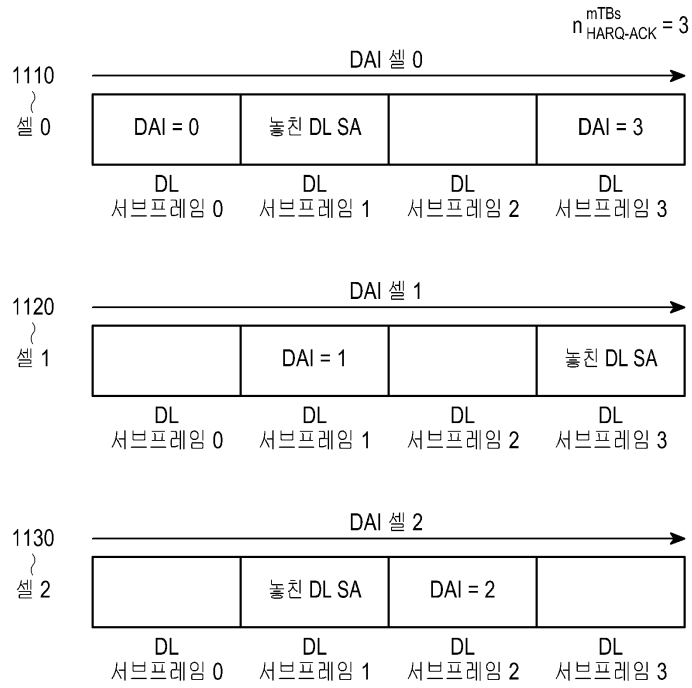 n^mTBs_HARQ-ACK = 3
DAI 셀 0
1110
셀 0
DAI = 0 놓친 DL SA DAI = 3
DL DL DL DL
서브프레임 0 서브프레임 1 서브프레임 2 서브프레임 3
DAI 셀 1
1120
셀 1
DAI = 1 놓친 DL SA
DL DL DL DL
서브프레임 0 서브프레임 1 서브프레임 2 서브프레임 3
DAI 셀 2
1130
셀 2
놓친 DL SA DAI = 2
DL DL DL DL
서브프레임 0 서브프레임 1 서브프레임 2 서브프레임 3